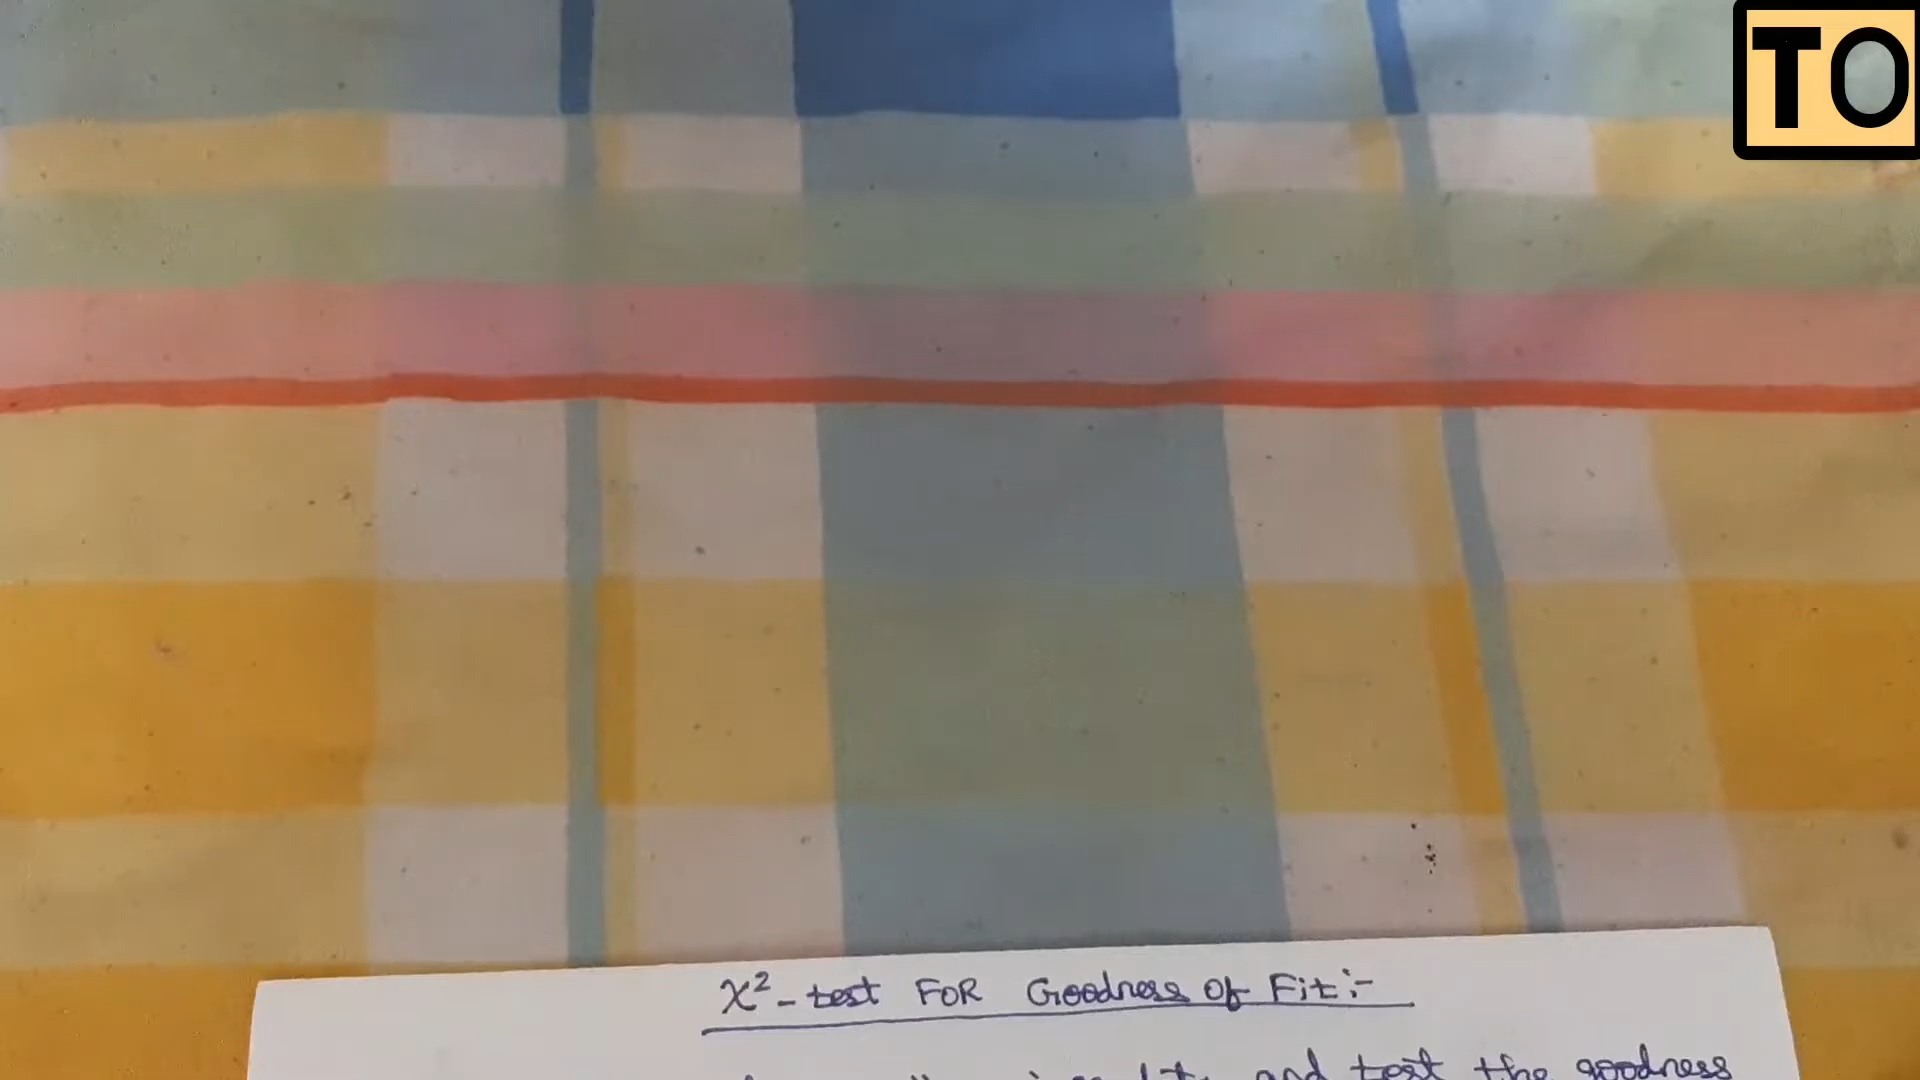 TO
χ²-test FOR Goodness of Fit:-
and test the goodness